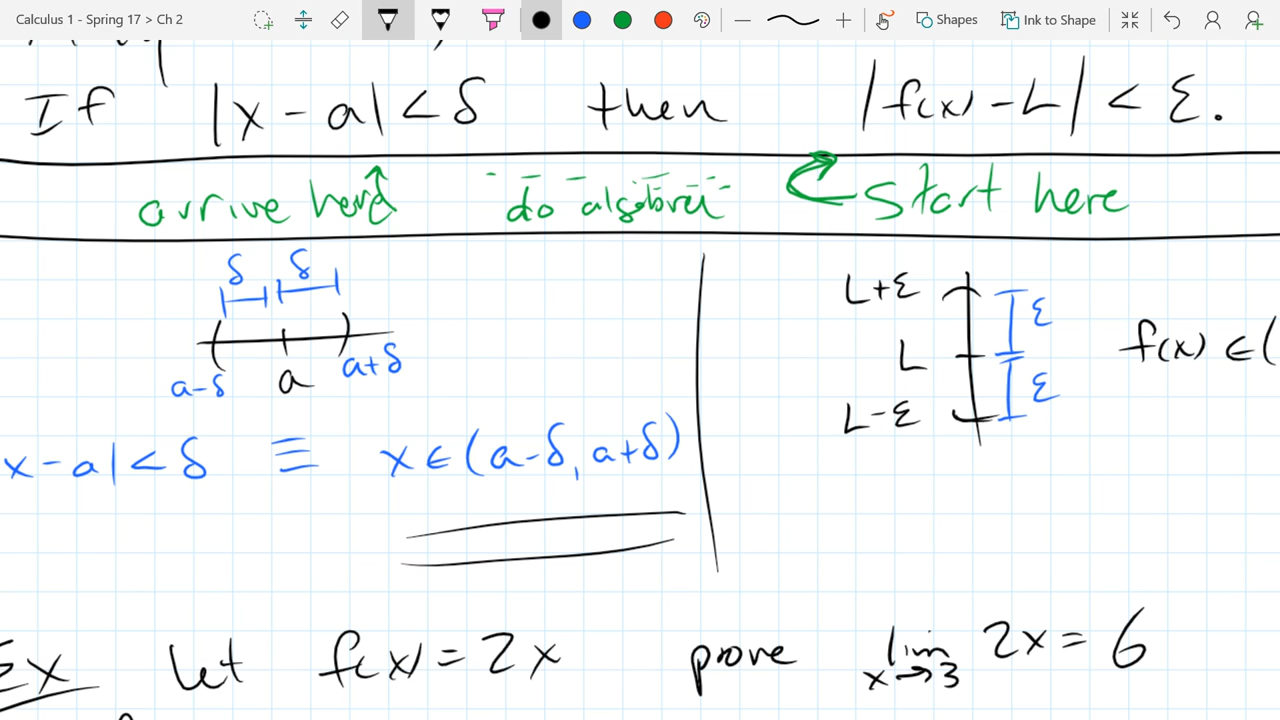 Calculus 1 - Spring 17 > Ch 2
Shapes
Ink to Shape
If |x - a| < δ then |f(x) - L| < ε.
arrive here do algebra start here
δ δ
a-δ a a+δ
x - a| < δ ≡ x ∈ (a-δ, a+δ)
L+ε
L
L-ε
ε
ε
f(x) ∈ (
Ex Let f(x) = 2x prove lim x→3 2x = 6